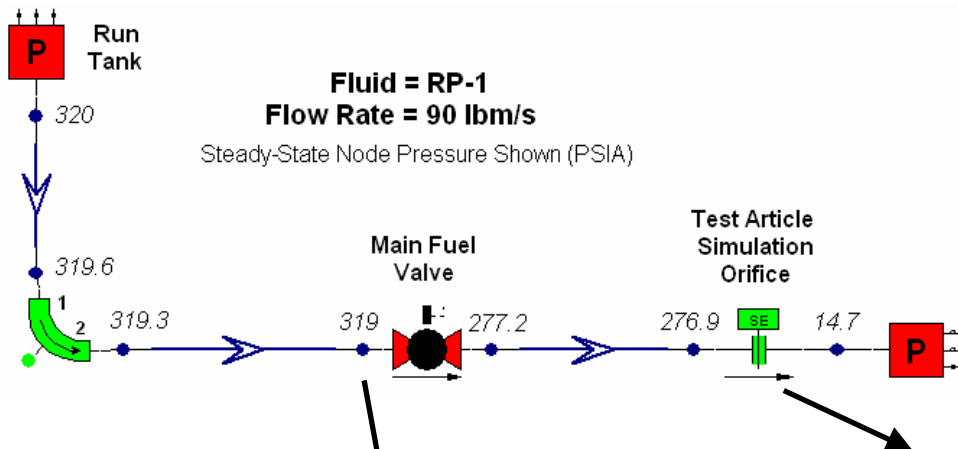 P
Run
Tank
Fluid = RP-1
Flow Rate = 90 lbm/s
Steady-State Node Pressure Shown (PSIA)
320
319.6
1
2
319.3
Main Fuel
Valve
319
277.2
Test Article
Simulation
Orifice
276.9
SE
14.7
P